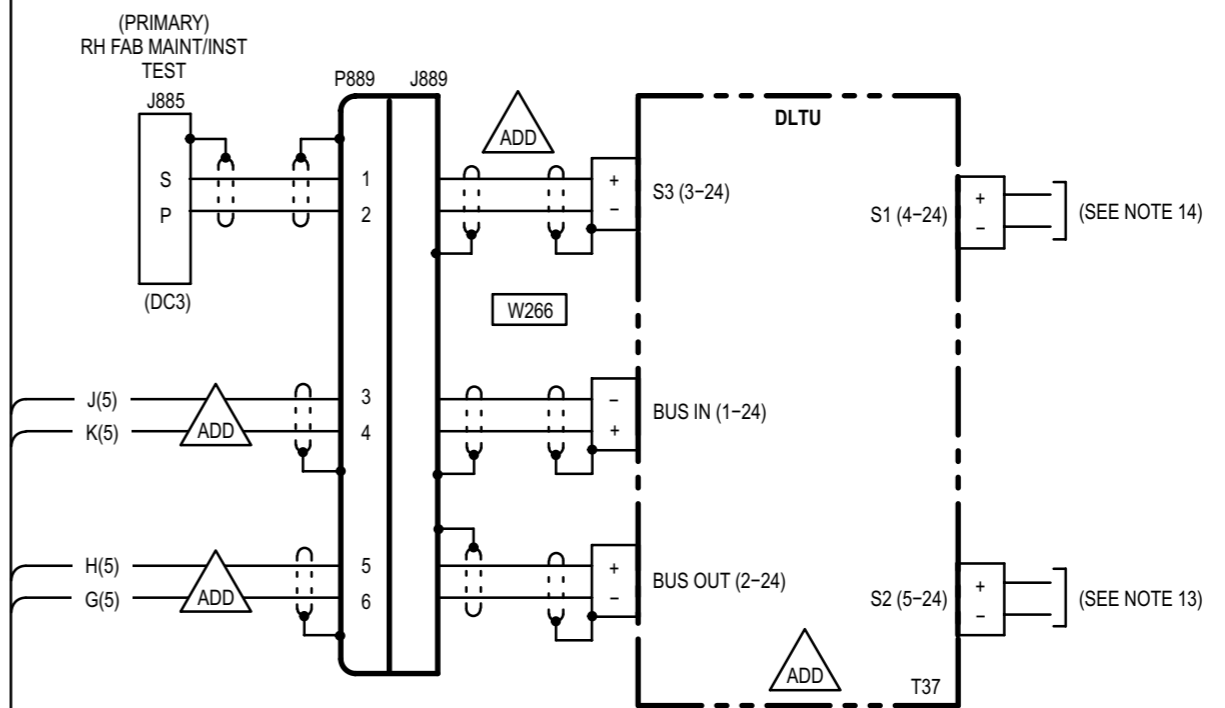 (PRIMARY)
RH FAB MAINT/INST
TEST
J885
S
P
(DC3)
P889
J889
1
2
3
4
5
6
J(5)
K(5)
ADD
H(5)
G(5)
ADD
ADD
W266
+
−
S3 (3−24)
−
+
BUS IN (1−24)
+
−
BUS OUT (2−24)
DLTU
S1 (4−24)
+
−
(SEE NOTE 14)
S2 (5−24)
+
−
(SEE NOTE 13)
ADD
T37